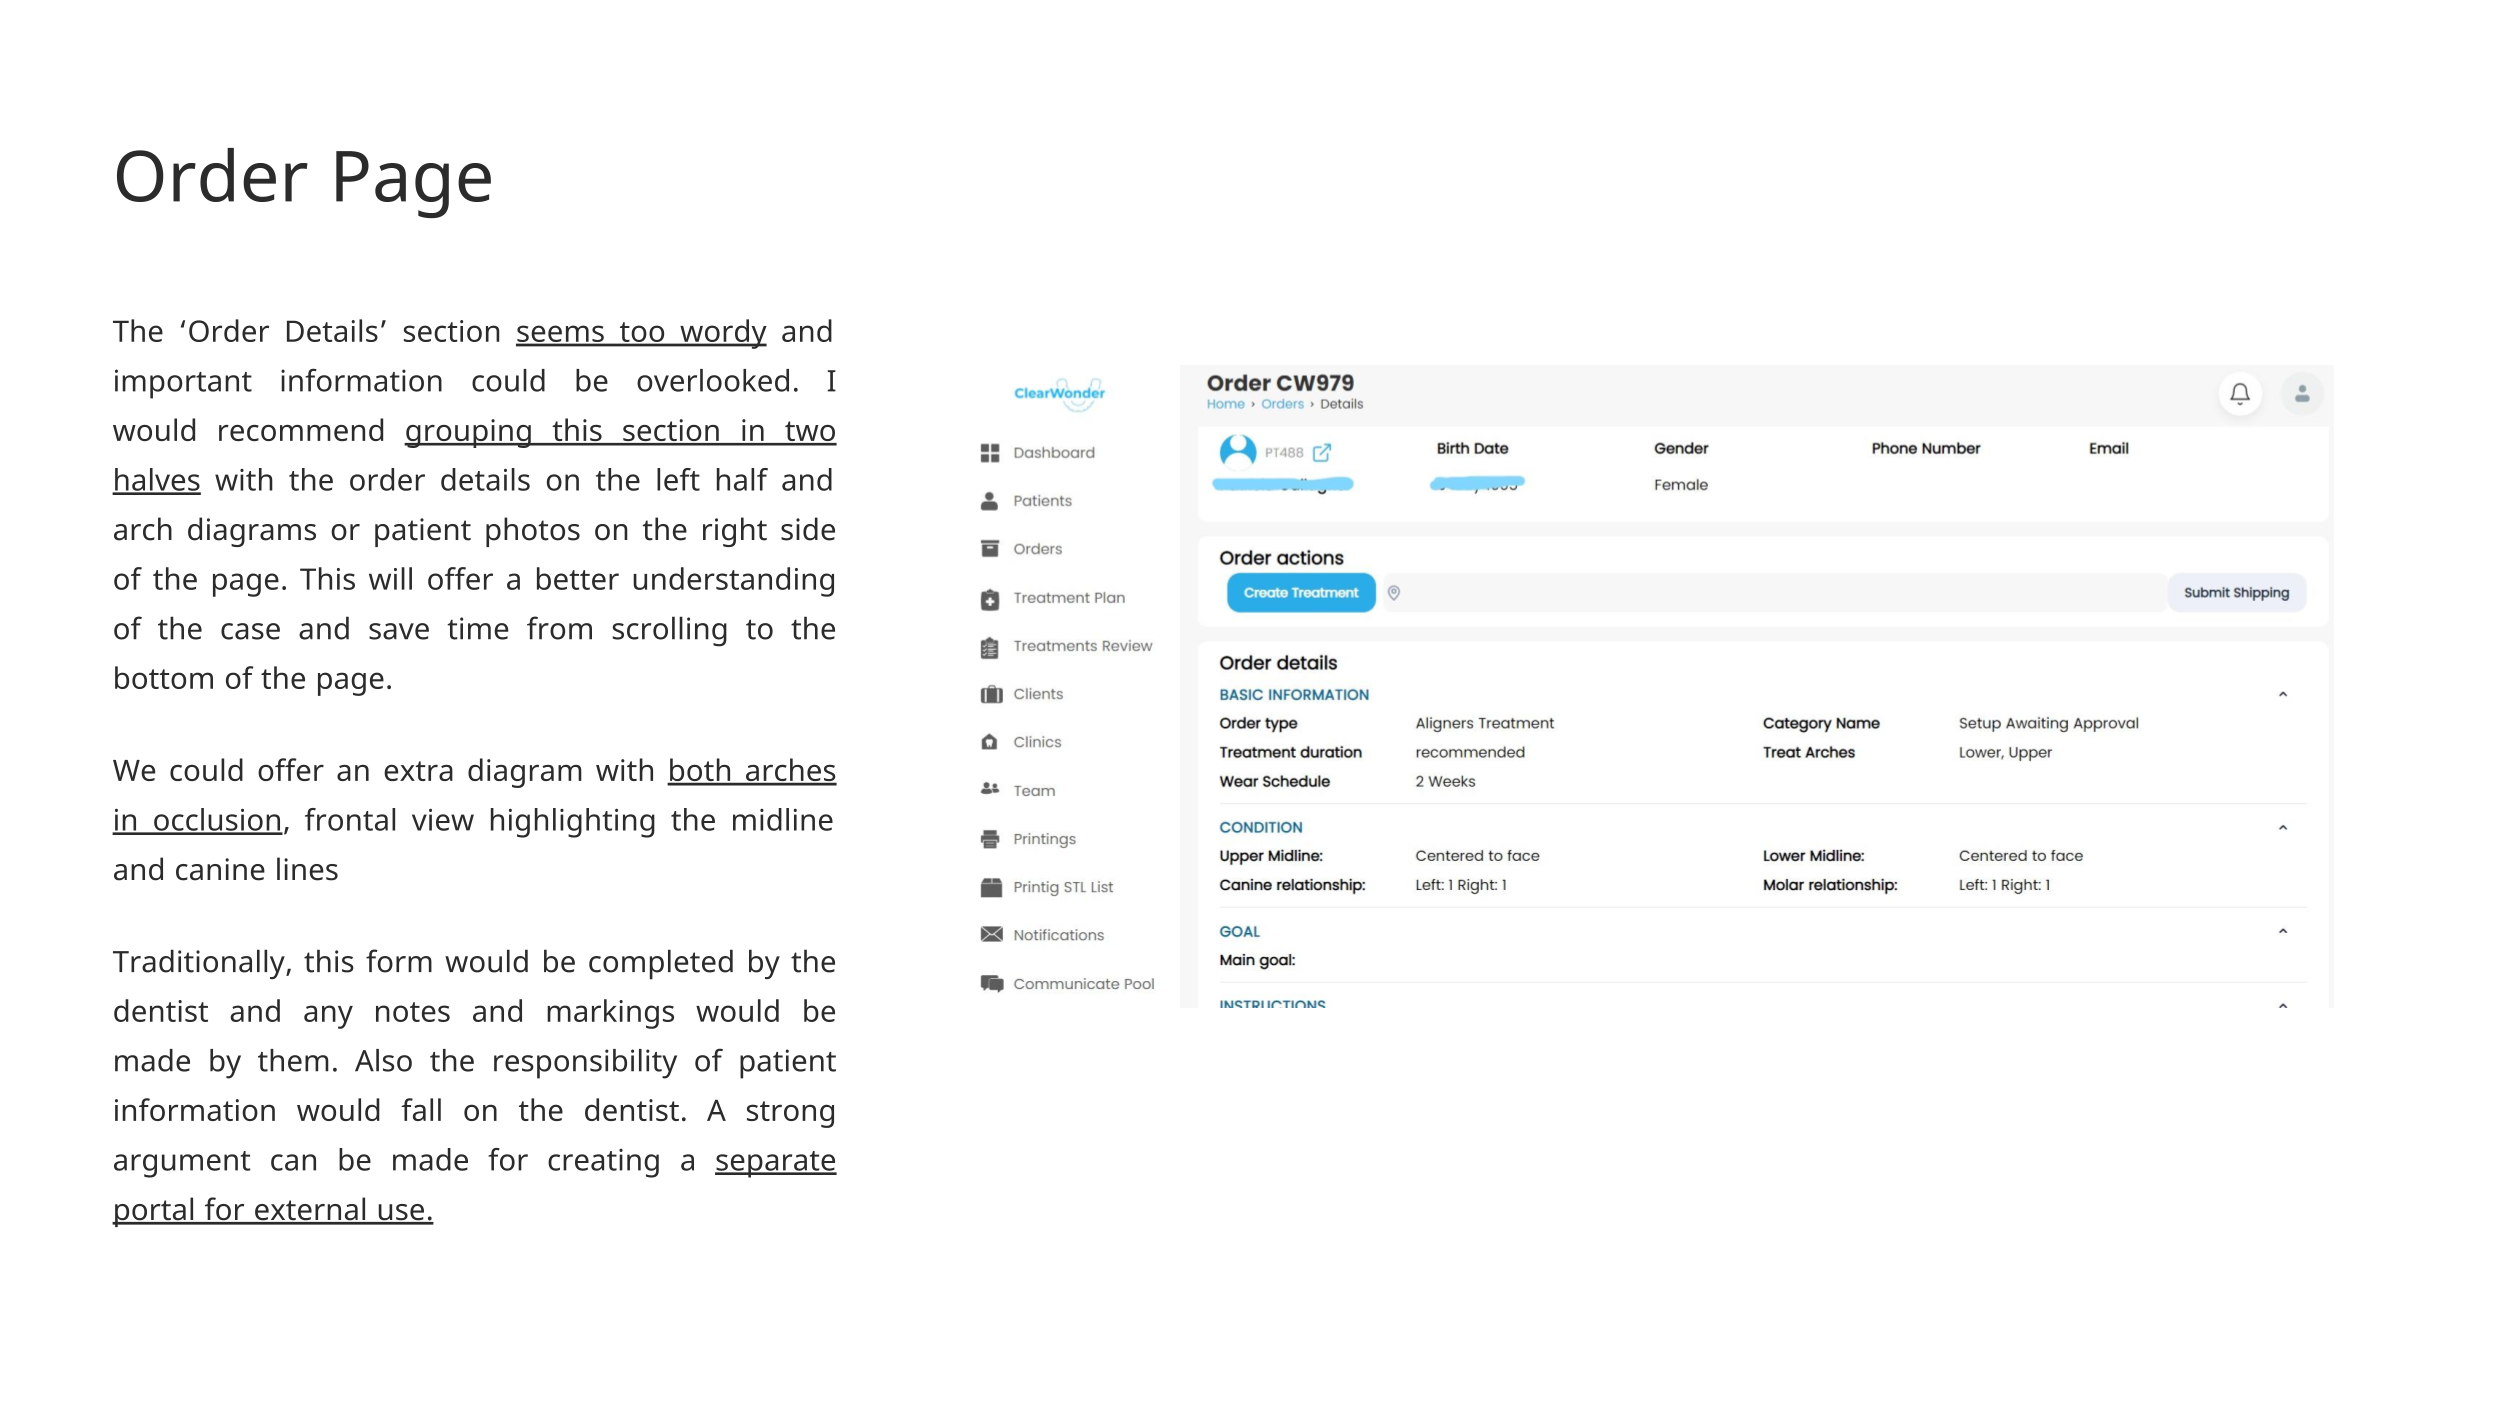 Order Page
The ‘Order Details’ section seems too wordy and
important information could be overlooked. I
would recommend grouping this section in two
halves with the order details on the left half and
arch diagrams or patient photos on the right side
of the page. This will offer a better understanding
of the case and save time from scrolling to the
bottom of the page.
We could offer an extra diagram with both arches
in occlusion, frontal view highlighting the midline
and canine lines
Traditionally, this form would be completed by the
dentist and any notes and markings would be
made by them. Also the responsibility of patient
information would fall on the dentist. A strong
argument can be made for creating a separate
portal for external use.
ClearWonder
Dashboard
Patients
Orders
Treatment Plan
Treatments Review
Clients
Clinics
Team
Printings
Printig STL List
Notifications
Communicate Pool
Order CW979
Home › Orders › Details
PT488 Birth Date Gender Phone Number Email
Female
Order actions
Create Treatment Submit Shipping
Order details
BASIC INFORMATION
Order type Aligners Treatment Category Name Setup Awaiting Approval
Treatment duration recommended Treat Arches Lower, Upper
Wear Schedule 2 Weeks
CONDITION
Upper Midline: Centered to face Lower Midline: Centered to face
Canine relationship: Left: 1 Right: 1 Molar relationship: Left: 1 Right: 1
GOAL
Main goal:
INSTRUCTIONS